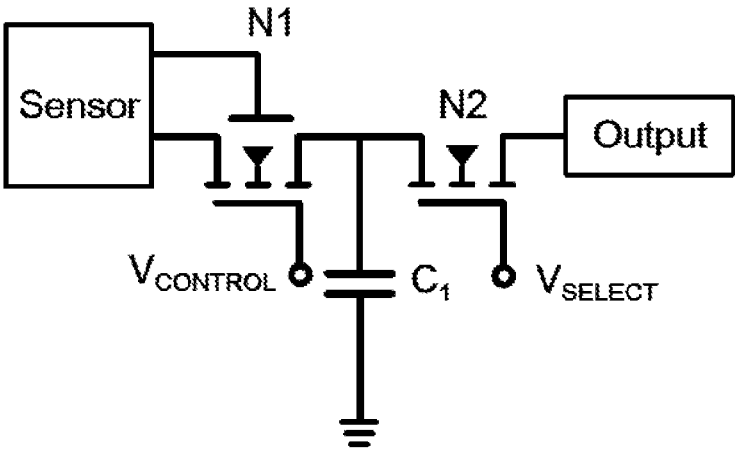 N1
Sensor
N2
Output
VCONTROL
C1
VSELECT